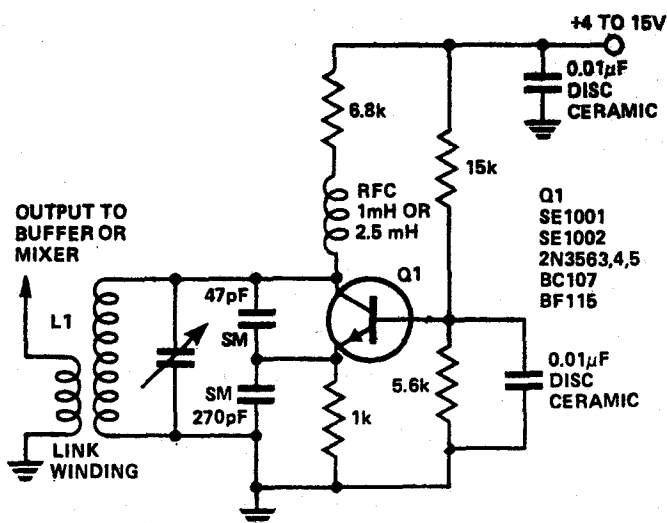 +4 TO 15V
0.01µF
DISC
CERAMIC
6.8k
15k
RFC
1mH OR
2.5 mH
Q1
SE1001
SE1002
2N3563,4,5
BC107
BF115
OUTPUT TO
BUFFER OR
MIXER
Q1
L1
47pF
SM
SM
270pF
1k
5.6k
0.01µF
DISC
CERAMIC
LINK
WINDING